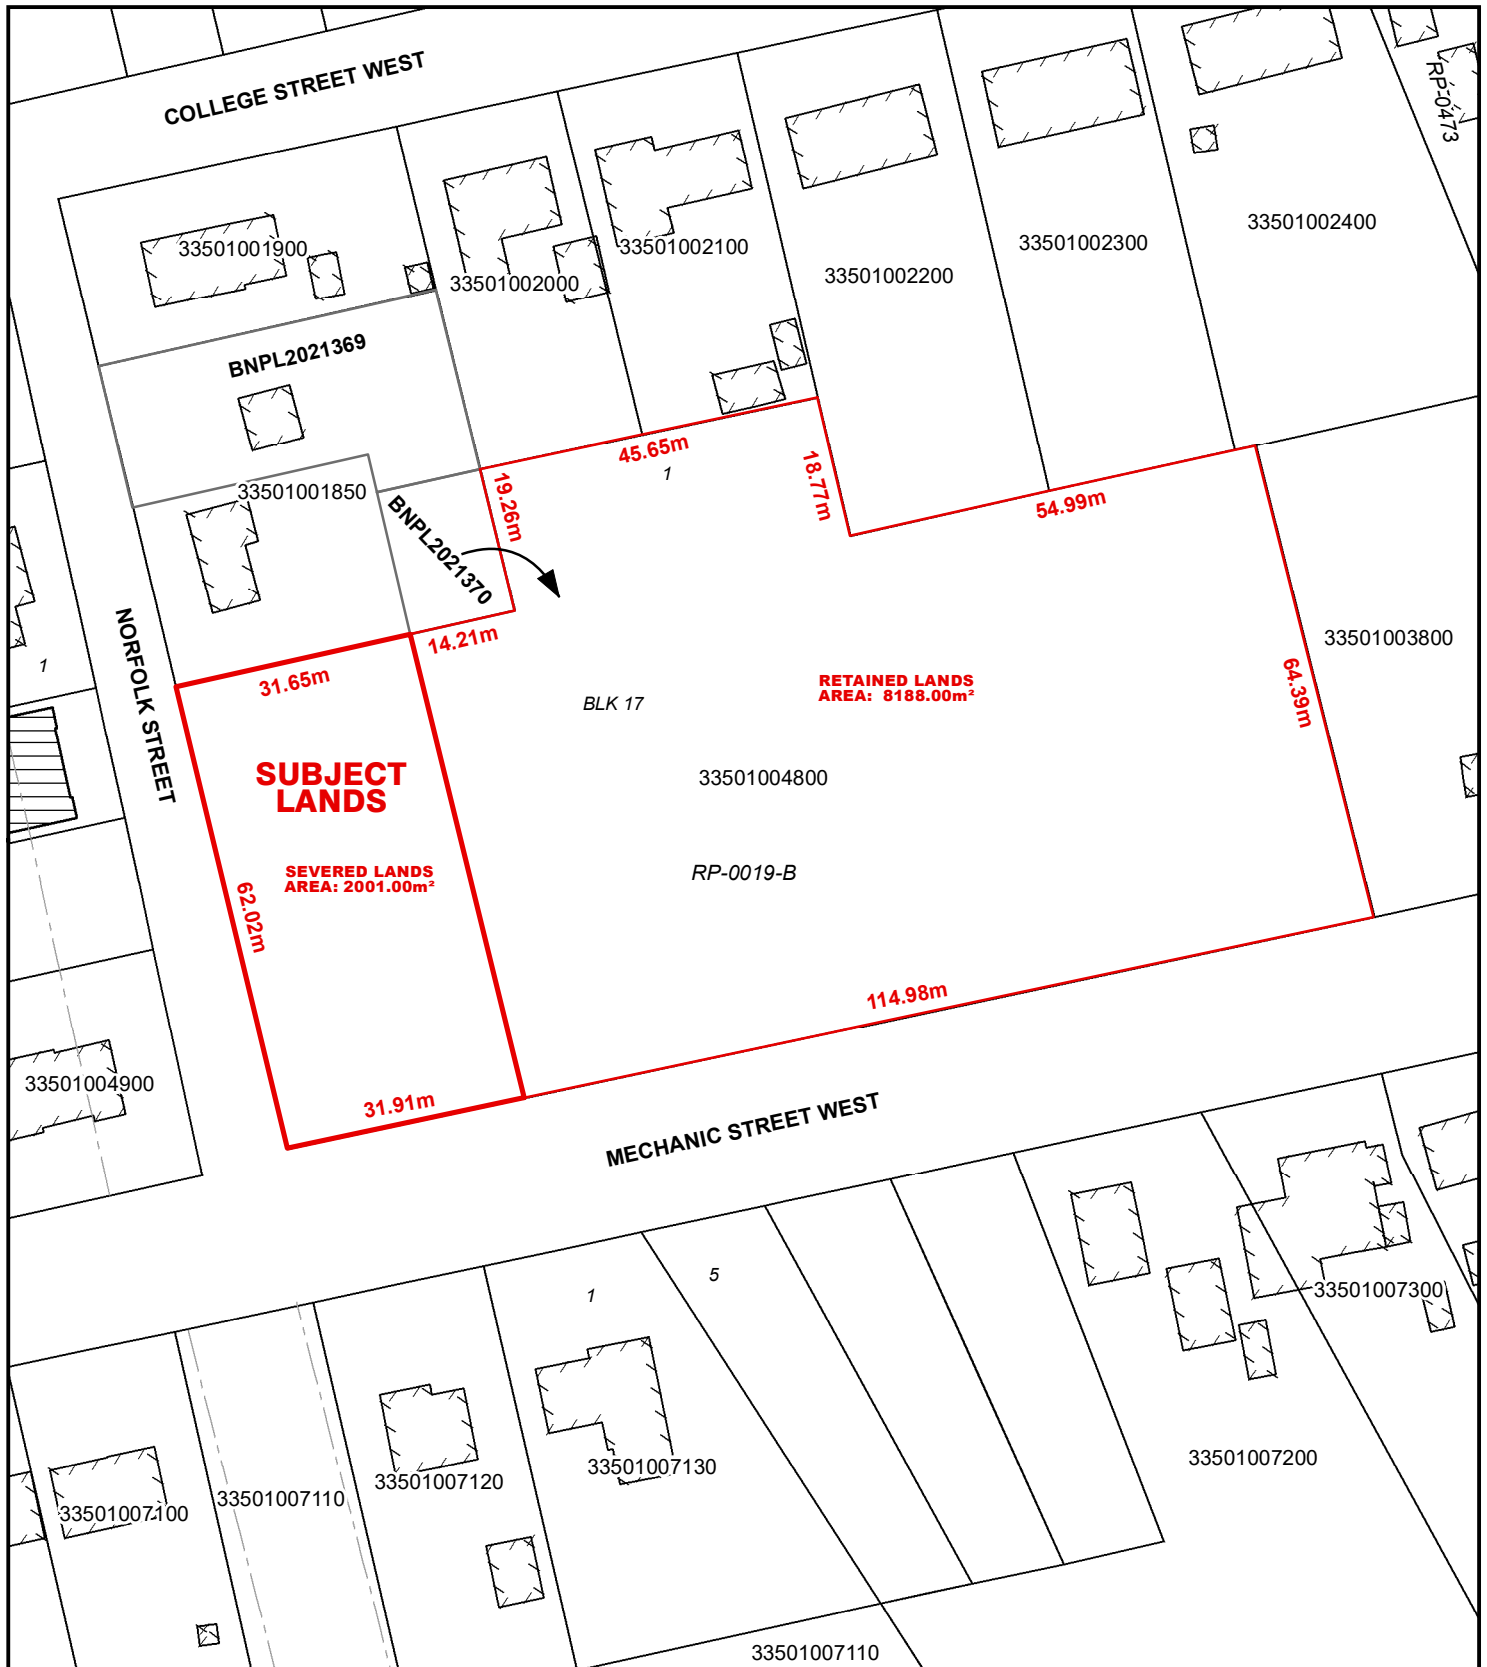 COLLEGE STREET WEST
RP-0473
33501001900
33501002000
33501002100
33501002200
33501002300
33501002400
BNPL2021369
45.65m
1
18.77m
54.99m
19.26m
33501001850
BNPL2021370
14.21m
NORFOLK STREET
1
31.65m
33501003800
64.39m
RETAINED LANDS
AREA: 8188.00m²
BLK 17
SUBJECT
LANDS
33501004800
SEVERED LANDS
AREA: 2001.00m²
RP-0019-B
62.02m
114.98m
33501004900
31.91m
MECHANIC STREET WEST
5
1
33501007300
33501007200
33501007130
33501007120
33501007110
33501007100
33501007110